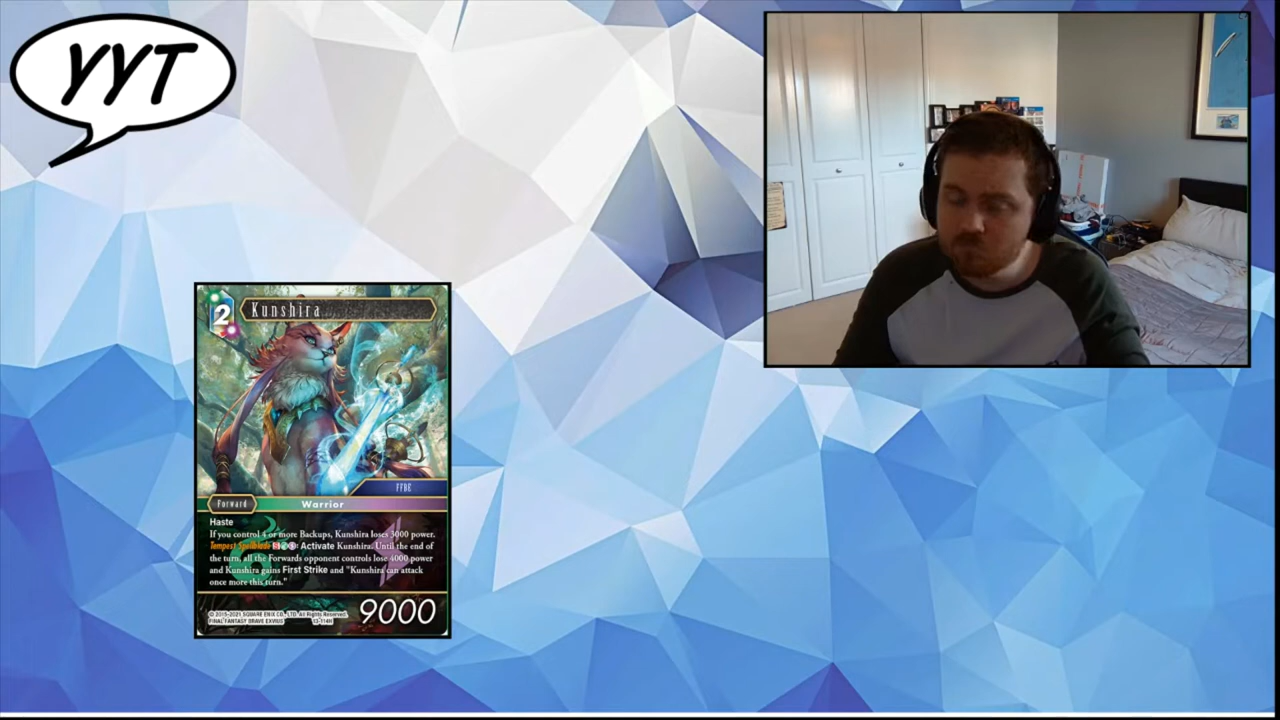 YYT
2
Kunshira
FFBE
Forward
Warrior
Haste
If you control 4 or more Backups, Kunshira loses 3000 power.
Tempest Spellblade : Activate Kunshira. Until the end of
the turn, all the Forwards opponent controls lose 4000 power
and Kunshira gains First Strike and "Kunshira can attack
once more this turn."
© 2015-2021 SQUARE ENIX CO., LTD. All Rights Reserved.
FINAL FANTASY BRAVE EXVIUS
13-114H
9000